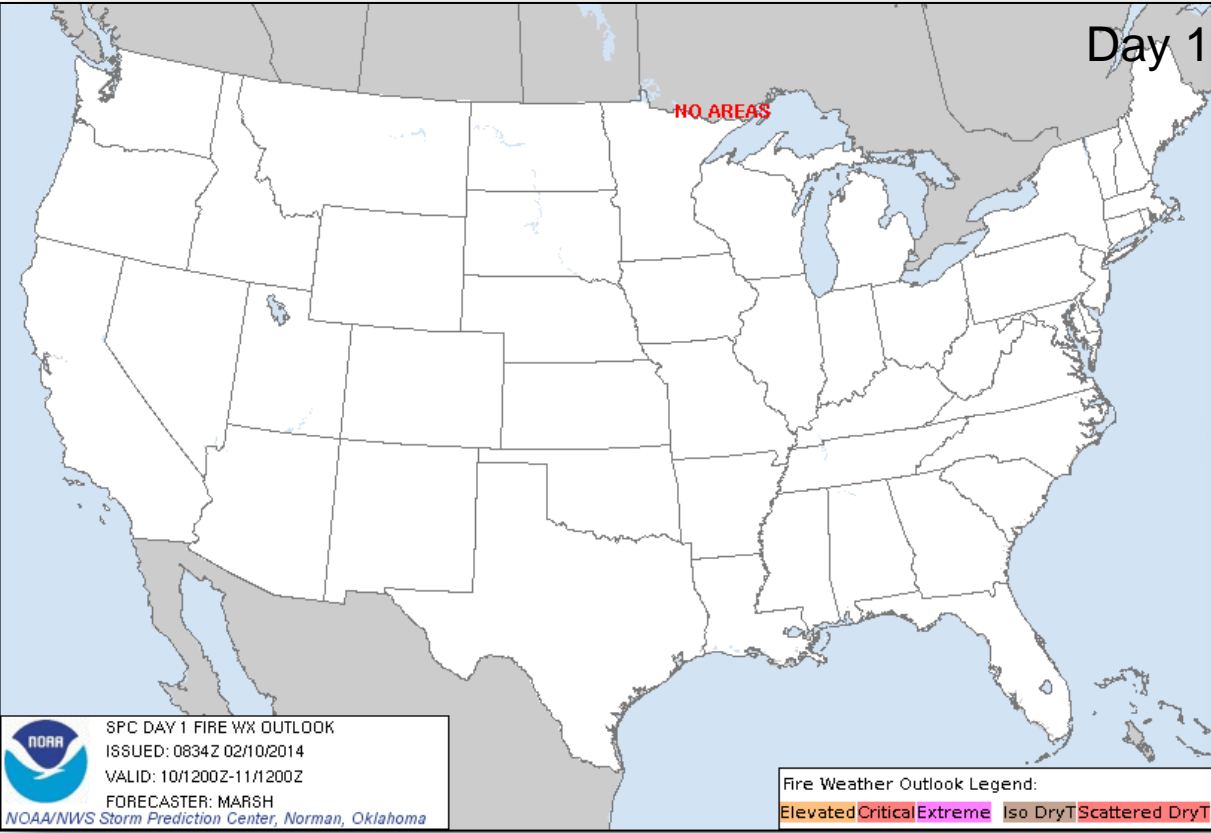 Day 1
NO AREAS
NOAA
SPC DAY 1 FIRE WX OUTLOOK
ISSUED: 0834Z 02/10/2014
VALID: 10/1200Z-11/1200Z
FORECASTER: MARSH
NOAA/NWS Storm Prediction Center, Norman, Oklahoma
Fire Weather Outlook Legend:
Elevated Critical Extreme Iso DryT Scattered DryT